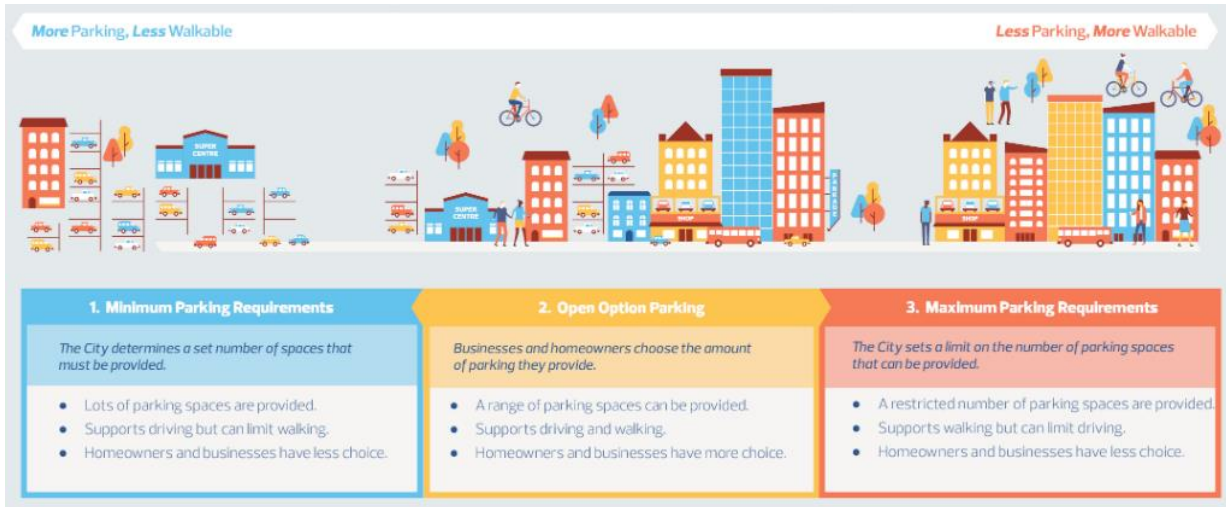 More Parking, Less Walkable
Less Parking, More Walkable
SUPER
CENTRE
SUPER
CENTRE
SHOP
SHOP
1. Minimum Parking Requirements
The City determines a set number of spaces that
must be provided.
• Lots of parking spaces are provided.
• Supports driving but can limit walking.
• Homeowners and businesses have less choice.
2. Open Option Parking
Businesses and homeowners choose the amount
of parking they provide.
• A range of parking spaces can be provided.
• Supports driving and walking.
• Homeowners and businesses have more choice.
3. Maximum Parking Requirements
The City sets a limit on the number of parking spaces
that can be provided.
• A restricted number of parking spaces are provided.
• Supports walking but can limit driving.
• Homeowners and businesses have less choice.